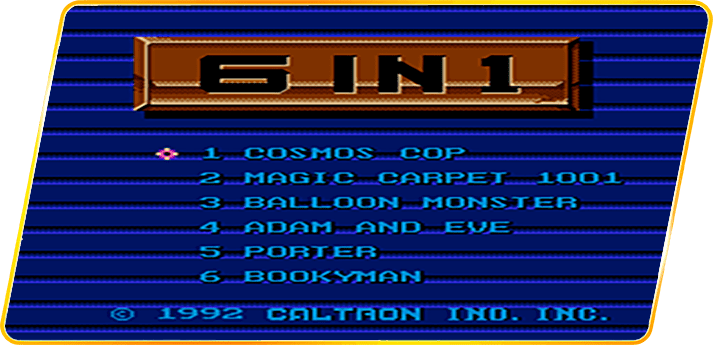 6 IN 1
1 COSMOS COP
2 MAGIC CARPET 1001
3 BALLOON MONSTER
4 ADAM AND EVE
5 PORTER
6 BOOKYMAN
© 1992 CALTRON IND. INC.